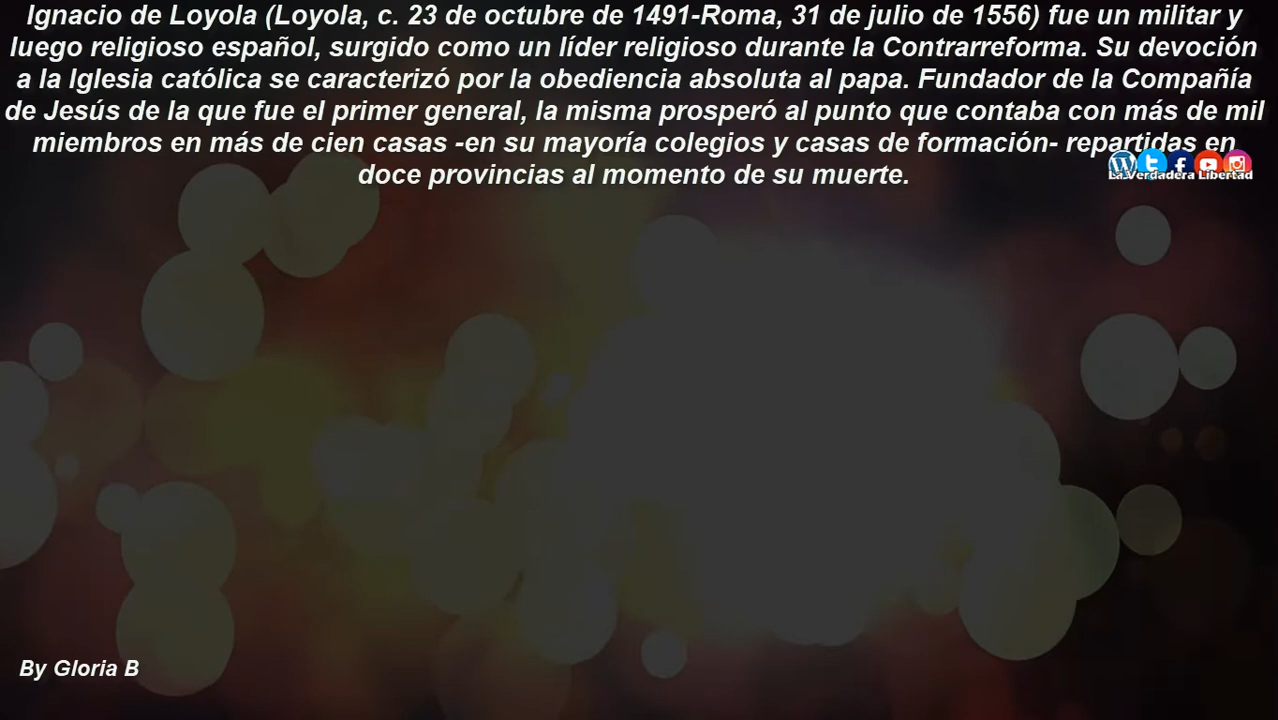 Ignacio de Loyola (Loyola, c. 23 de octubre de 1491-Roma, 31 de julio de 1556) fue un militar y
luego religioso español, surgido como un líder religioso durante la Contrarreforma. Su devoción
a la Iglesia católica se caracterizó por la obediencia absoluta al papa. Fundador de la Compañía
de Jesús de la que fue el primer general, la misma prosperó al punto que contaba con más de mil
miembros en más de cien casas -en su mayoría colegios y casas de formación- repartidas en
doce provincias al momento de su muerte.
La Verdadera Libertad
By Gloria B